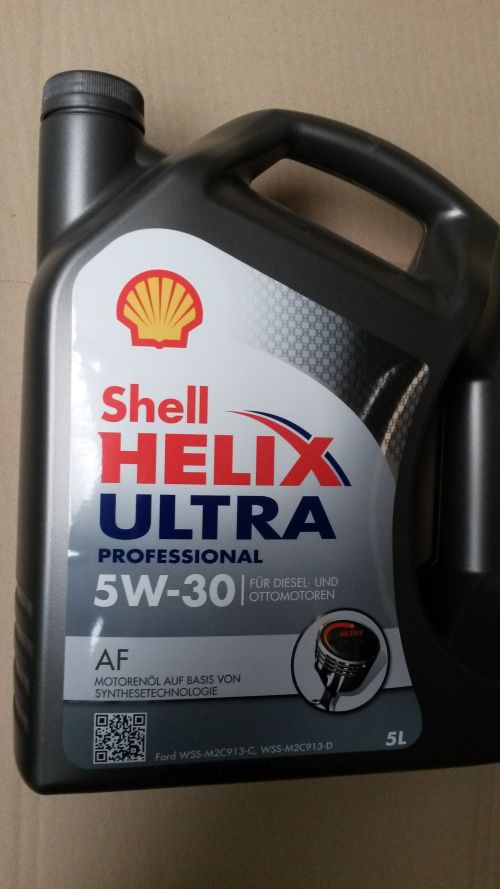 Shell
HELIX
ULTRA
PROFESSIONAL
5W-30
FÜR DIESEL- UND
OTTOMOTOREN
AKTIVE
AF
MOTORENÖL AUF BASIS VON
SYNTHESETECHNOLOGIE
Ford WSS-M2C913-C, WSS-M2C913-D
5L